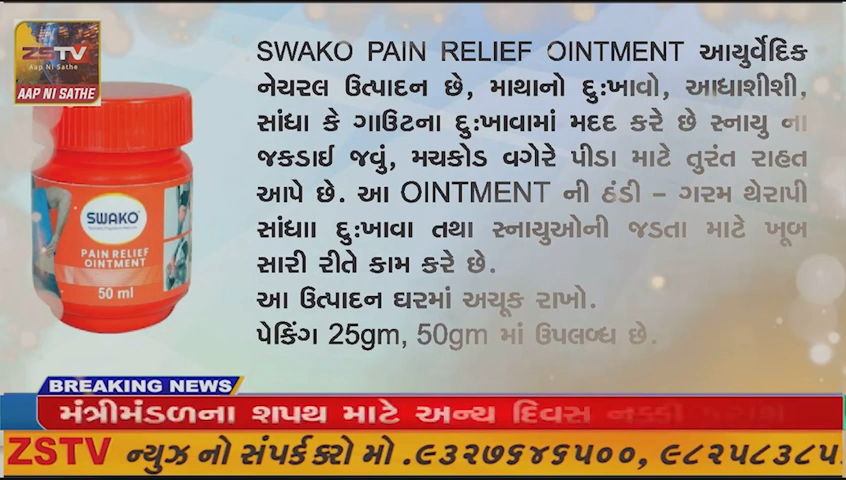 ZSTV
Aap Ni Sathe
AAP NI SATHE
SWAKO PAIN RELIEF OINTMENT આયુર્વેદિક
નેચરલ ઉત્પાદન છે, માથાનો દુઃખાવો, આધાશીશી,
સાંધા કે ગાઉટના દુઃખાવામાં મદદ કરે છે સ્નાયુ ના
જકડાઈ જવું, મચકોડ વગેરે પીડા માટે તુરંત રાહત
આપે છે. આ OINTMENT ની ઠંડી – ગરમ થેરાપી
સાંધાા દુઃખાવા તથા સ્નાયુઓની જડતા માટે ખૂબ
સારી રીતે કામ કરે છે.
આ ઉત્પાદન ઘરમાં અચૂક રાખો.
પેકિંગ 25gm, 50gm માં ઉપલબ્ધ છે.
SWAKO
PAIN RELIEF
OINTMENT
50 ml
BREAKING NEWS
મંત્રીમંડળના શપથ માટે અન્ય દિવસ નક્કી
ZSTV ન્યુઝ નો સંપર્ક કરો મો .૯૩૨૭૬૪૬૫૦૦, ૯૮૨૫૮૩૮૫